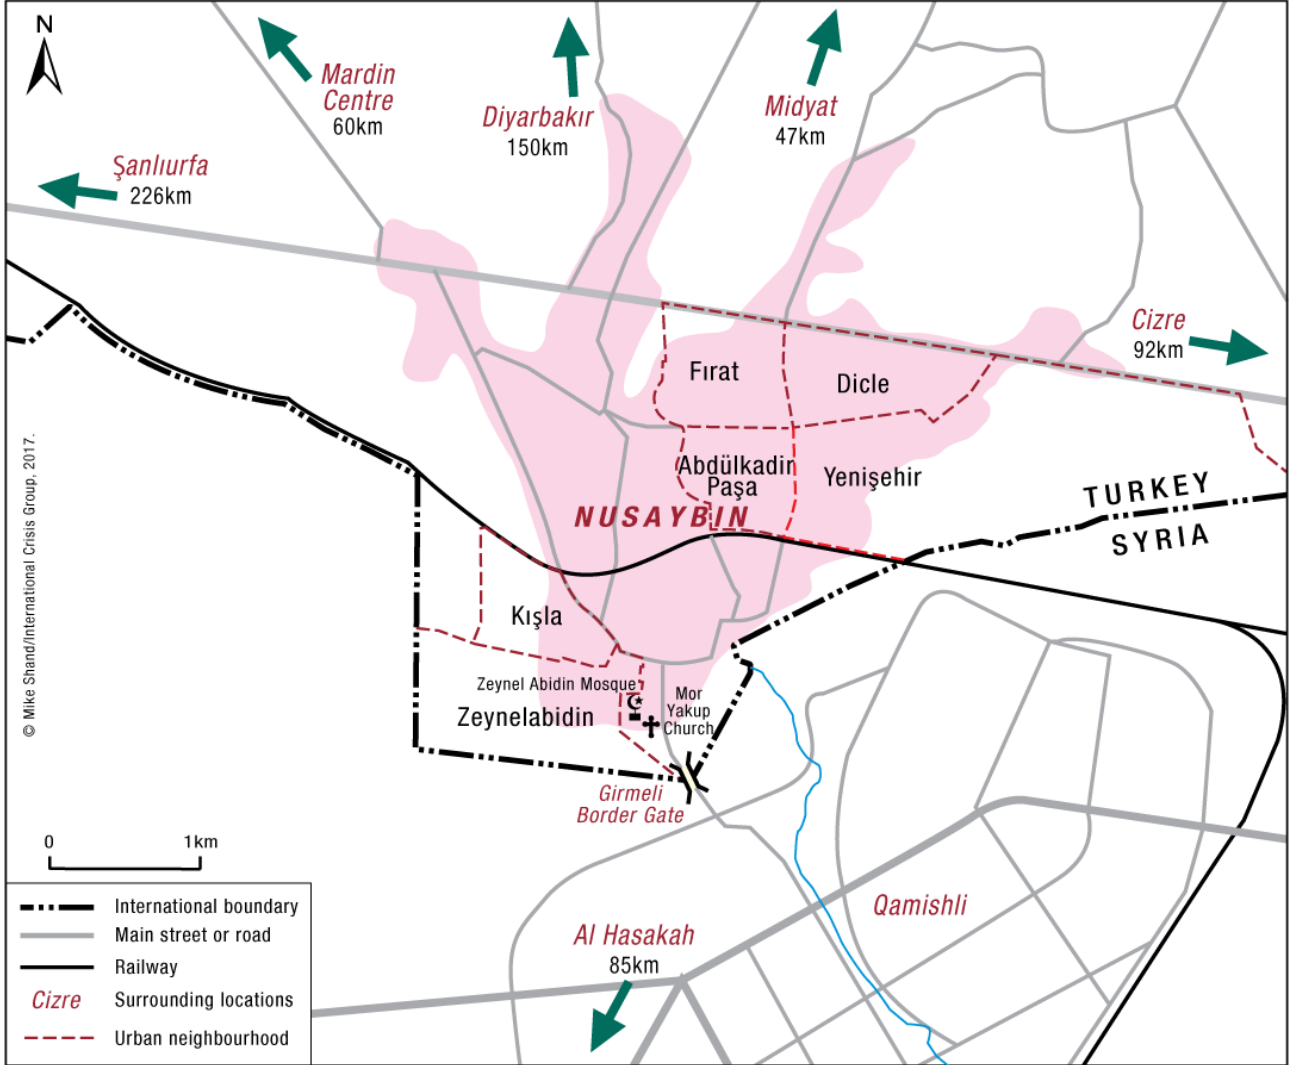 N
Mardin
Centre
60km
Diyarbakır
150km
Midyat
47km
Şanlıurfa
226km
Cizre
92km
Fırat
Dicle
Abdülkadir
Paşa
Yenişehir
NUSAYBIN
TURKEY
SYRIA
Kışla
Zeynel Abidin Mosque
Zeynelabidin
Mor
Yakup
Church
Girmeli
Border Gate
© Mike Shand/International Crisis Group, 2017.
0 1km
Qamishli
Al Hasakah
85km
International boundary
Main street or road
Railway
Cizre Surrounding locations
Urban neighbourhood